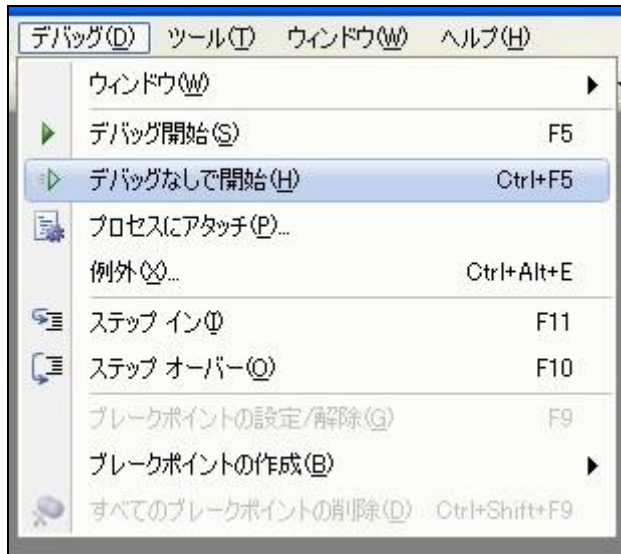 デバッグ(D) ツール(T) ウィンドウ(W) ヘルプ(H)
ウィンドウ(W)
デバッグ開始(S) F5
デバッグなしで開始(H) Ctrl+F5
プロセスにアタッチ(P)...
例外(X)... Ctrl+Alt+E
ステップ イン(I) F11
ステップ オーバー(O) F10
ブレークポイントの設定/解除(G) F9
ブレークポイントの作成(B)
すべてのブレークポイントの削除(D) Ctrl+Shift+F9